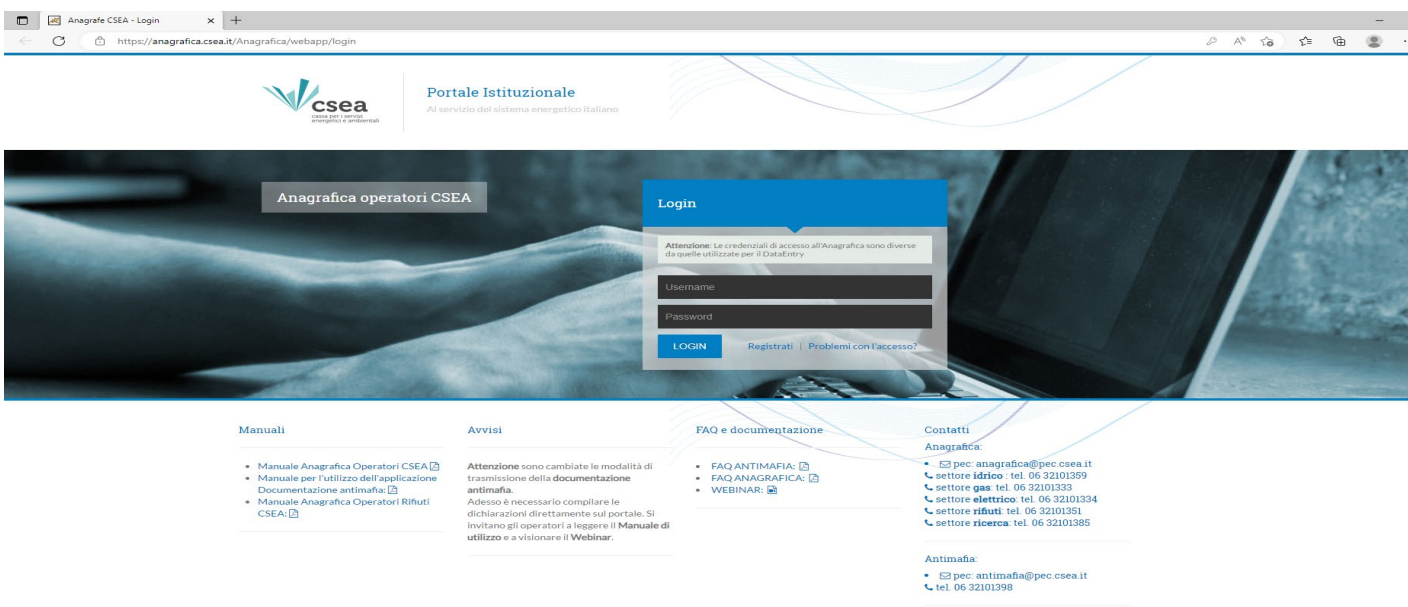 Anagrafe CSEA - Login
https://anagrafica.csea.it/Anagrafica/webapp/login
csea
cassa per i servizi
energetici e ambientali
Portale Istituzionale
Al servizio del sistema energetico italiano
Anagrafica operatori CSEA
Login
Attenzione: Le credenziali di accesso all'Anagrafica sono diverse
da quelle utilizzate per il DataEntry
Username
Password
LOGIN
Registrati | Problemi con l'accesso?
Manuali
• Manuale Anagrafica Operatori CSEA
• Manuale per l'utilizzo dell'applicazione
Documentazione antimafia:
• Manuale Anagrafica Operatori Rifiuti
CSEA:
Avvisi
Attenzione sono cambiate le modalità di
trasmissione della documentazione
antimafia.
Adesso è necessario compilare le
dichiarazioni direttamente sul portale. Si
invitano gli operatori a leggere il Manuale di
utilizzo e a visionare il Webinar.
FAQ e documentazione
• FAQ ANTIMAFIA:
• FAQ ANAGRAFICA:
• WEBINAR:
Contatti
Anagrafica:
• pec: anagrafica@pec.csea.it
settore idrico : tel. 06 32101359
settore gas: tel. 06 32101333
settore elettrico: tel. 06 32101334
settore rifiuti: tel. 06 32101351
settore ricerca: tel. 06 32101385
Antimafia:
• pec: antimafia@pec.csea.it
tel. 06 32101398